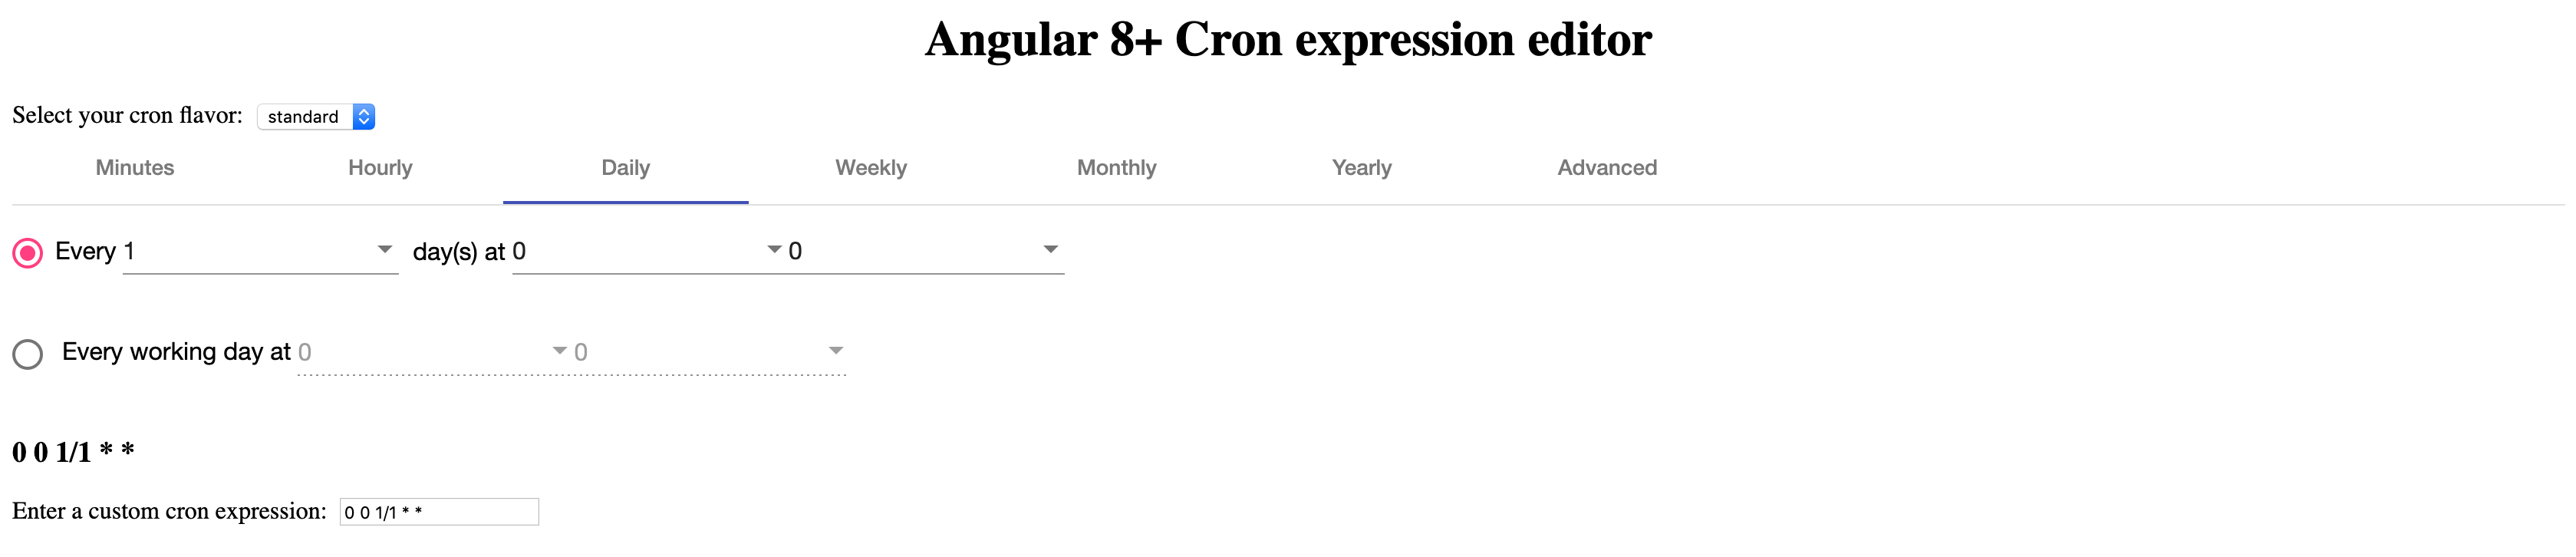 Angular 8+ Cron expression editor
Select your cron flavor: standard
Minutes Hourly Daily Weekly Monthly Yearly Advanced
Every 1 day(s) at 0 0
Every working day at 0 0
0 0 1/1 * *
Enter a custom cron expression: 0 0 1/1 * *